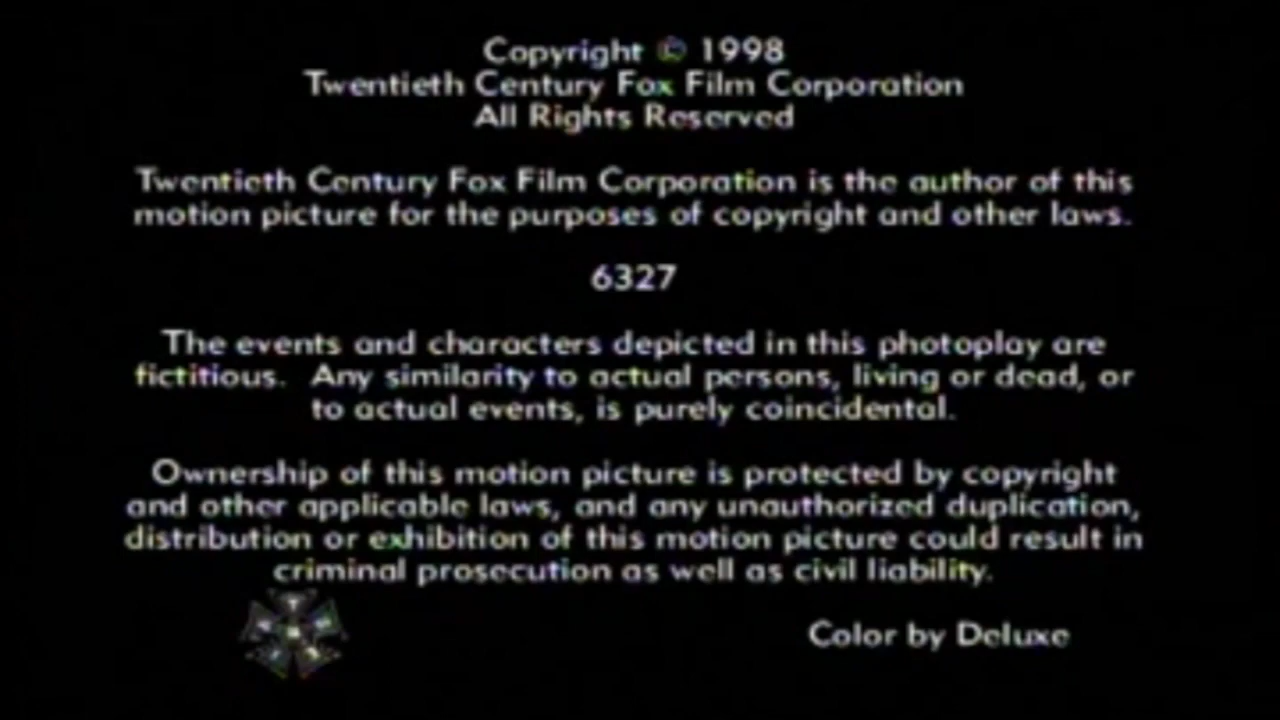 Copyright © 1998
Twentieth Century Fox Film Corporation
All Rights Reserved
Twentieth Century Fox Film Corporation is the author of this
motion picture for the purposes of copyright and other laws.
6327
The events and characters depicted in this photoplay are
fictitious. Any similarity to actual persons, living or dead, or
to actual events, is purely coincidental.
Ownership of this motion picture is protected by copyright
and other applicable laws, and any unauthorized duplication,
distribution or exhibition of this motion picture could result in
criminal prosecution as well as civil liability.
Color by Deluxe